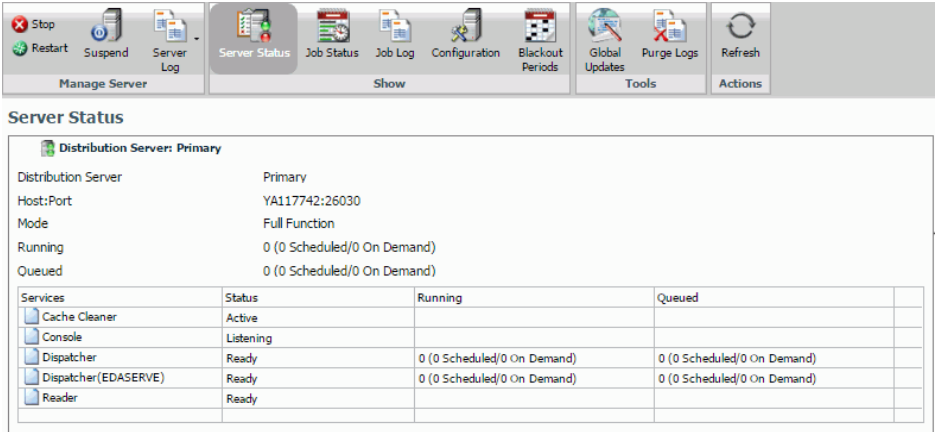 Stop
Restart
Suspend
Server Log
Manage Server
Server Status
Job Status
Job Log
Configuration
Blackout Periods
Show
Global Updates
Purge Logs
Tools
Refresh
Actions
Server Status
Distribution Server: Primary
Distribution Server Primary
Host:Port YA117742:26030
Mode Full Function
Running 0 (0 Scheduled/0 On Demand)
Queued 0 (0 Scheduled/0 On Demand)
Services Status Running Queued
Cache Cleaner Active
Console Listening
Dispatcher Ready 0 (0 Scheduled/0 On Demand) 0 (0 Scheduled/0 On Demand)
Dispatcher(EDASERVE) Ready 0 (0 Scheduled/0 On Demand) 0 (0 Scheduled/0 On Demand)
Reader Ready